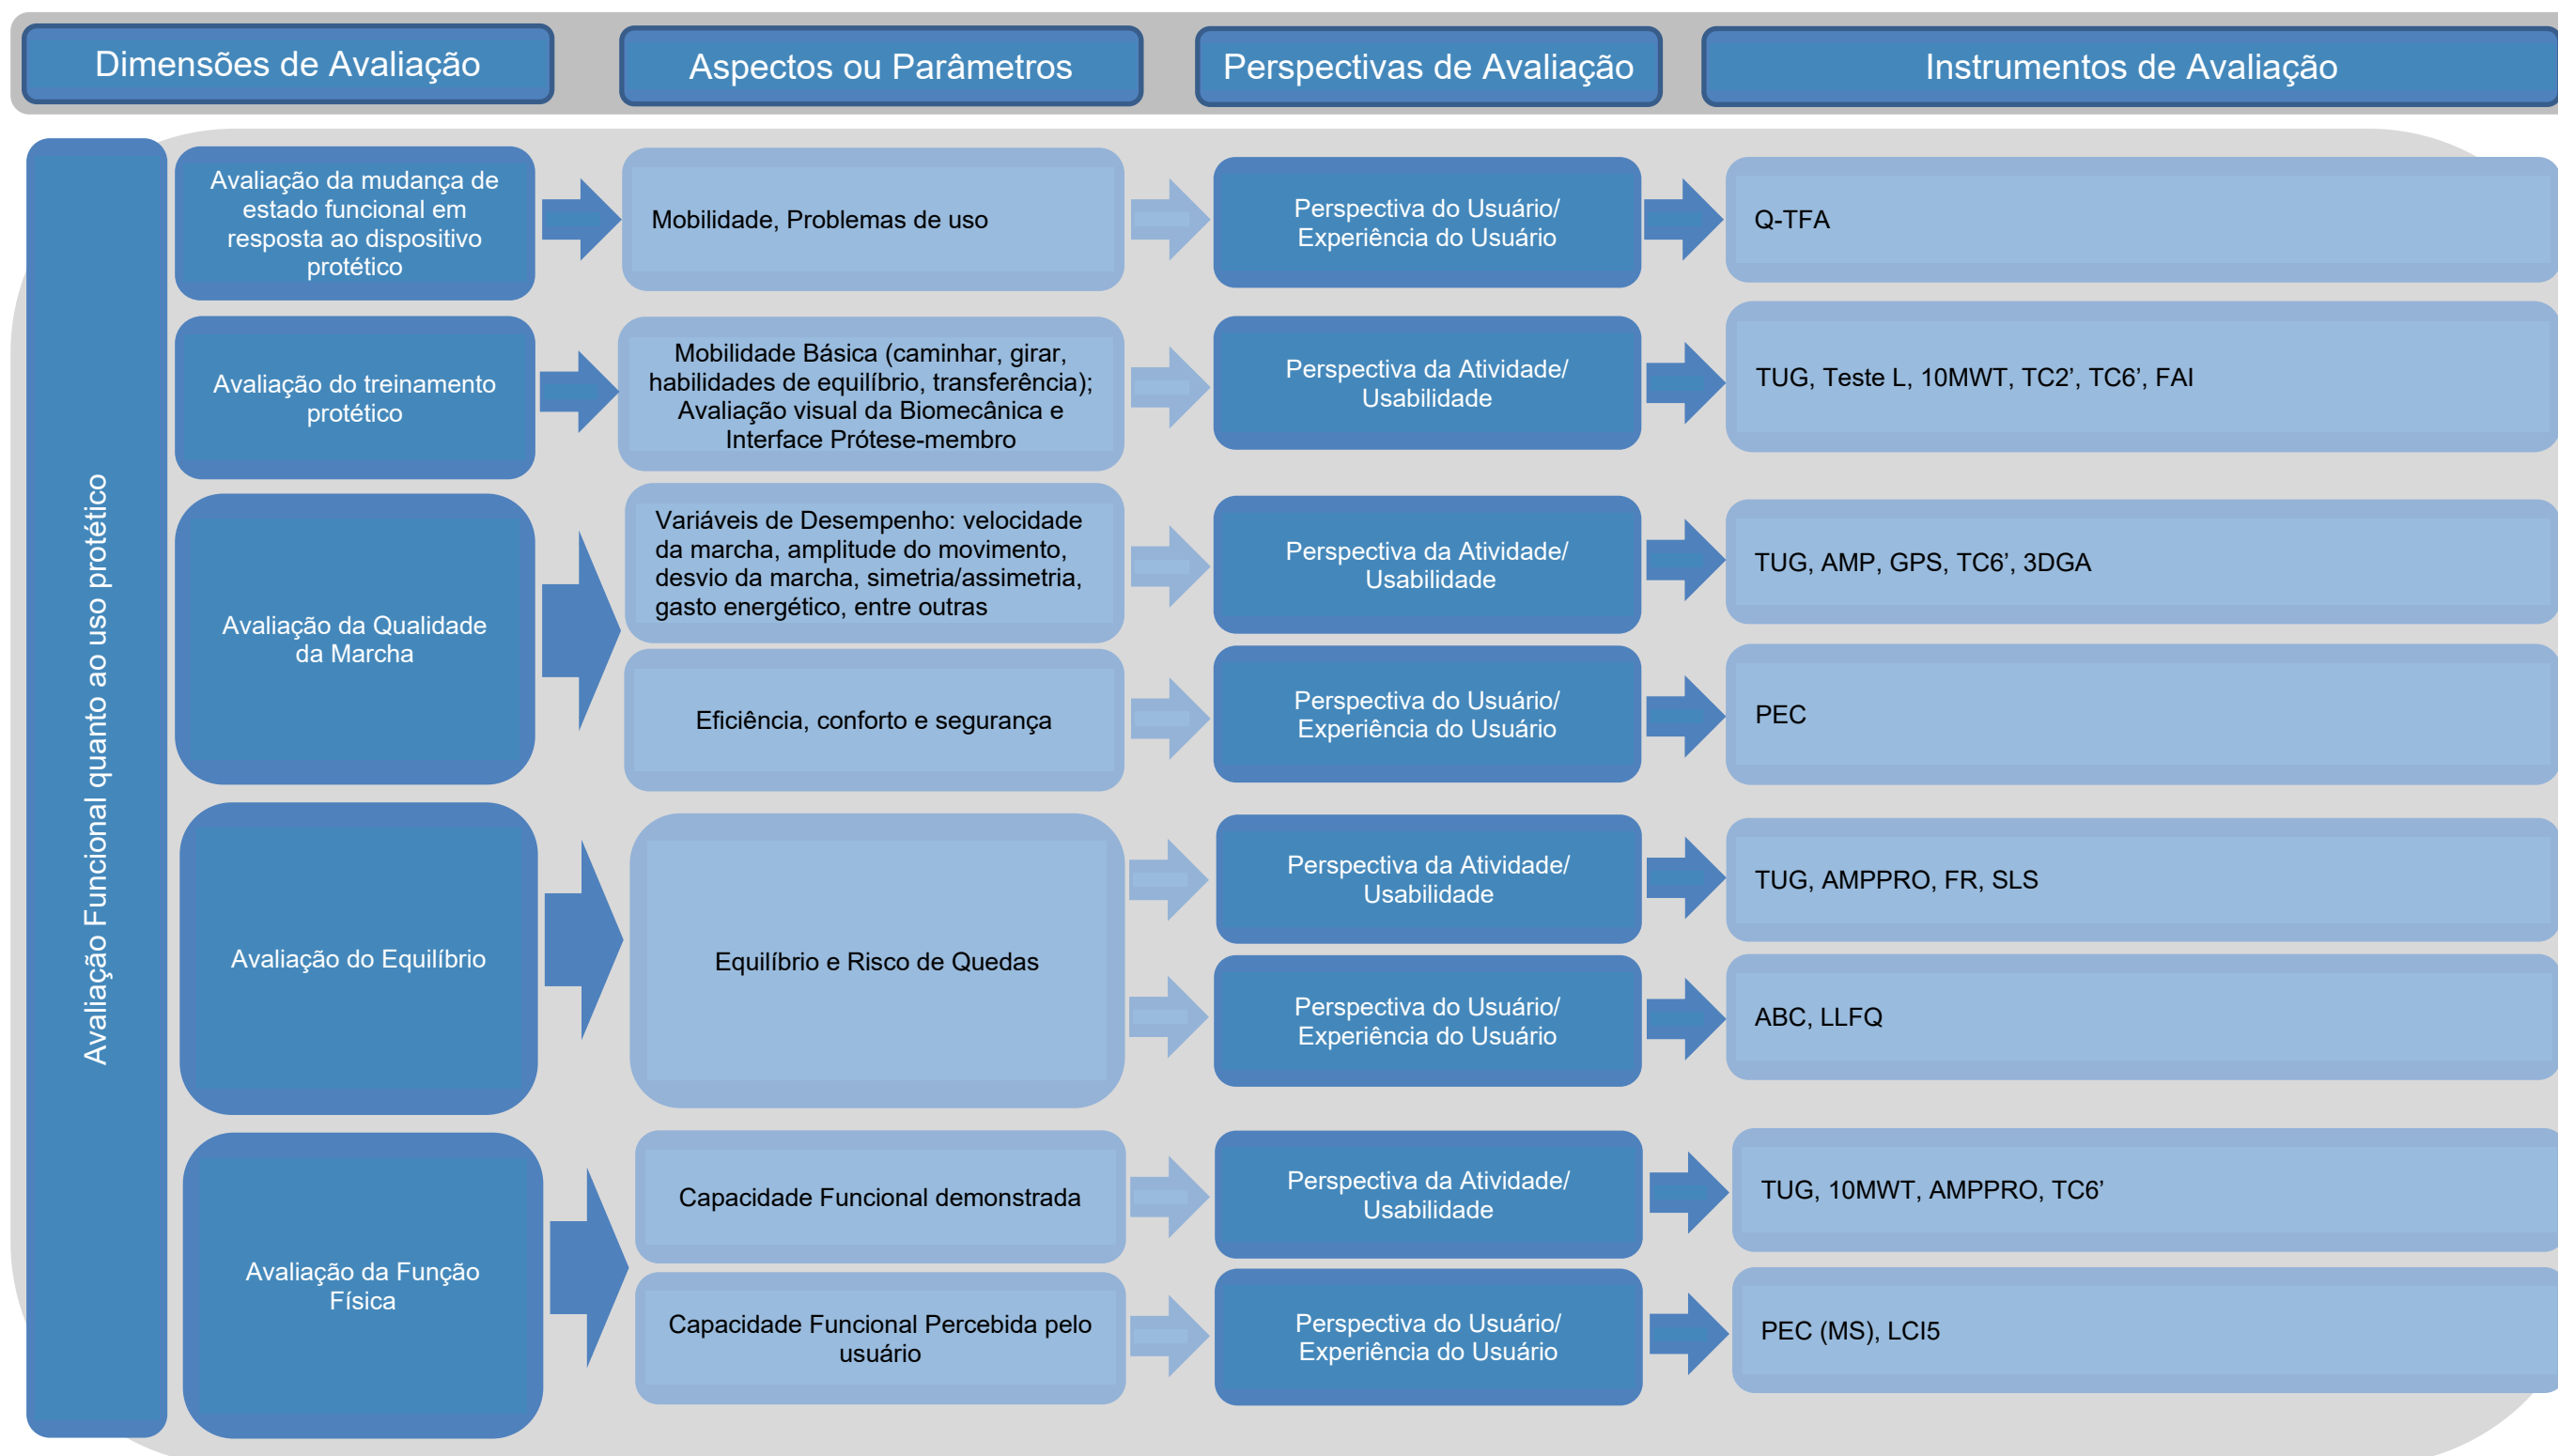 Dimensões de Avaliação
Aspectos ou Parâmetros
Perspectivas de Avaliação
Instrumentos de Avaliação
Avaliação Funcional quanto ao uso protético
Avaliação da mudança de
estado funcional em
resposta ao dispositivo
protético
Mobilidade, Problemas de uso
Perspectiva do Usuário/
Experiência do Usuário
Q-TFA
Avaliação do treinamento
protético
Mobilidade Básica (caminhar, girar,
habilidades de equilíbrio, transferência);
Avaliação visual da Biomecânica e
Interface Prótese-membro
Perspectiva da Atividade/
Usabilidade
TUG, Teste L, 10MWT, TC2’, TC6’, FAI
Avaliação da Qualidade
da Marcha
Variáveis de Desempenho: velocidade
da marcha, amplitude do movimento,
desvio da marcha, simetria/assimetria,
gasto energético, entre outras
Perspectiva da Atividade/
Usabilidade
TUG, AMP, GPS, TC6’, 3DGA
Eficiência, conforto e segurança
Perspectiva do Usuário/
Experiência do Usuário
PEC
Avaliação do Equilíbrio
Equilíbrio e Risco de Quedas
Perspectiva da Atividade/
Usabilidade
TUG, AMPPRO, FR, SLS
Perspectiva do Usuário/
Experiência do Usuário
ABC, LLFQ
Avaliação da Função
Física
Capacidade Funcional demonstrada
Perspectiva da Atividade/
Usabilidade
TUG, 10MWT, AMPPRO, TC6’
Capacidade Funcional Percebida pelo
usuário
Perspectiva do Usuário/
Experiência do Usuário
PEC (MS), LCI5